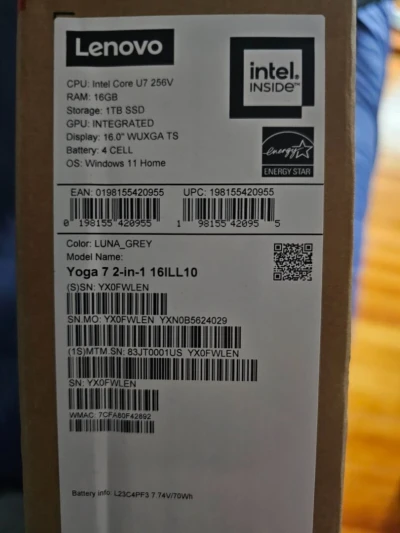 Lenovo
intel.
INSIDE™
CPU: Intel Core U7 256V
RAM: 16GB
Storage: 1TB SSD
GPU: INTEGRATED
Display: 16.0" WUXGA TS
Battery: 4 CELL
OS: Windows 11 Home
energy
ENERGY STAR
EAN: 0198155420955 UPC: 198155420955
0 198155 420955 1 98155 42095 5
Color: LUNA_GREY
Model Name:
Yoga 7 2-in-1 16ILL10
(S)SN: YX0FWLEN
SN.MO: YX0FWLEN YXN0B5624029
(1S)MTM.SN: 83JT0001US YX0FWLEN
SN: YX0FWLEN
WMAC: 7CFA80F42892
Battery info: L23C4PF3 7.74V/70Wh